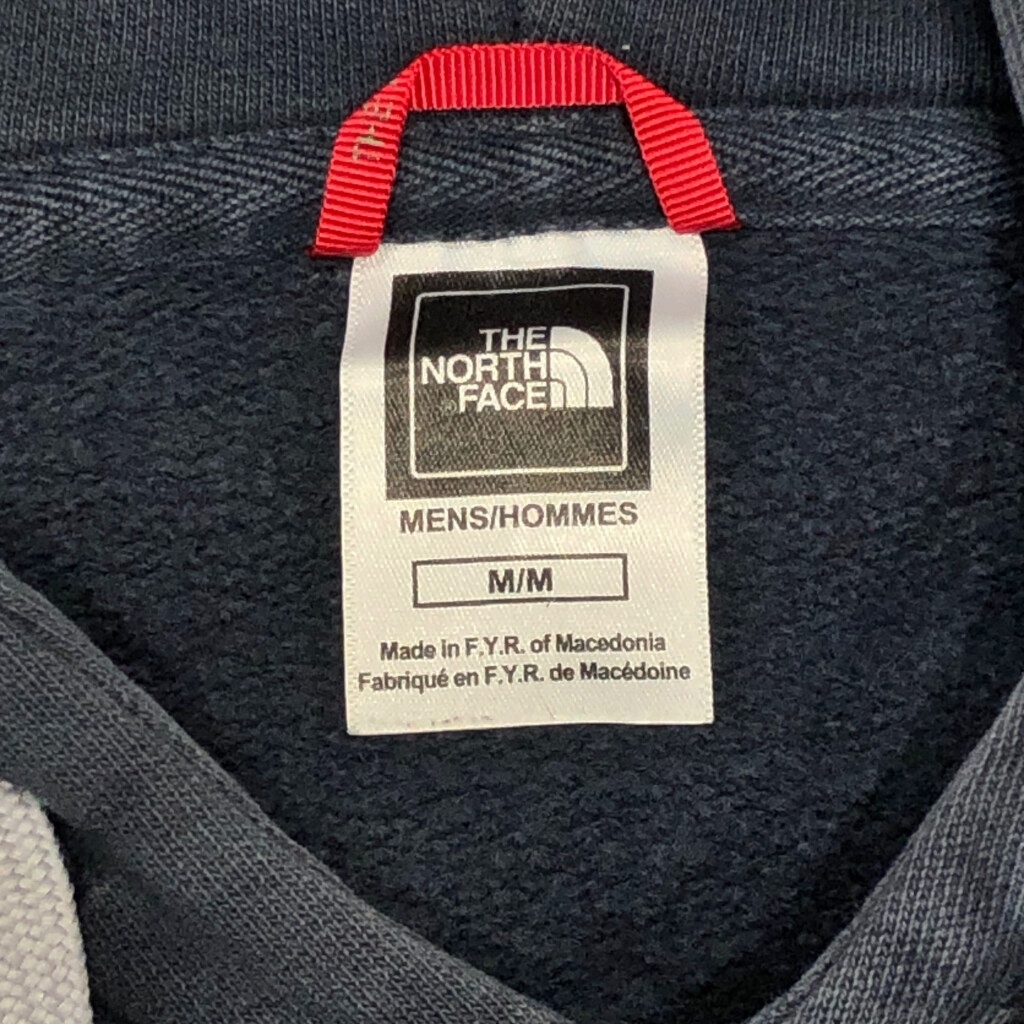 THE
NORTH
FACE
MENS/HOMMES
M/M
Made in F.Y.R. of Macedonia
Fabriqué en F.Y.R. de Macédoine